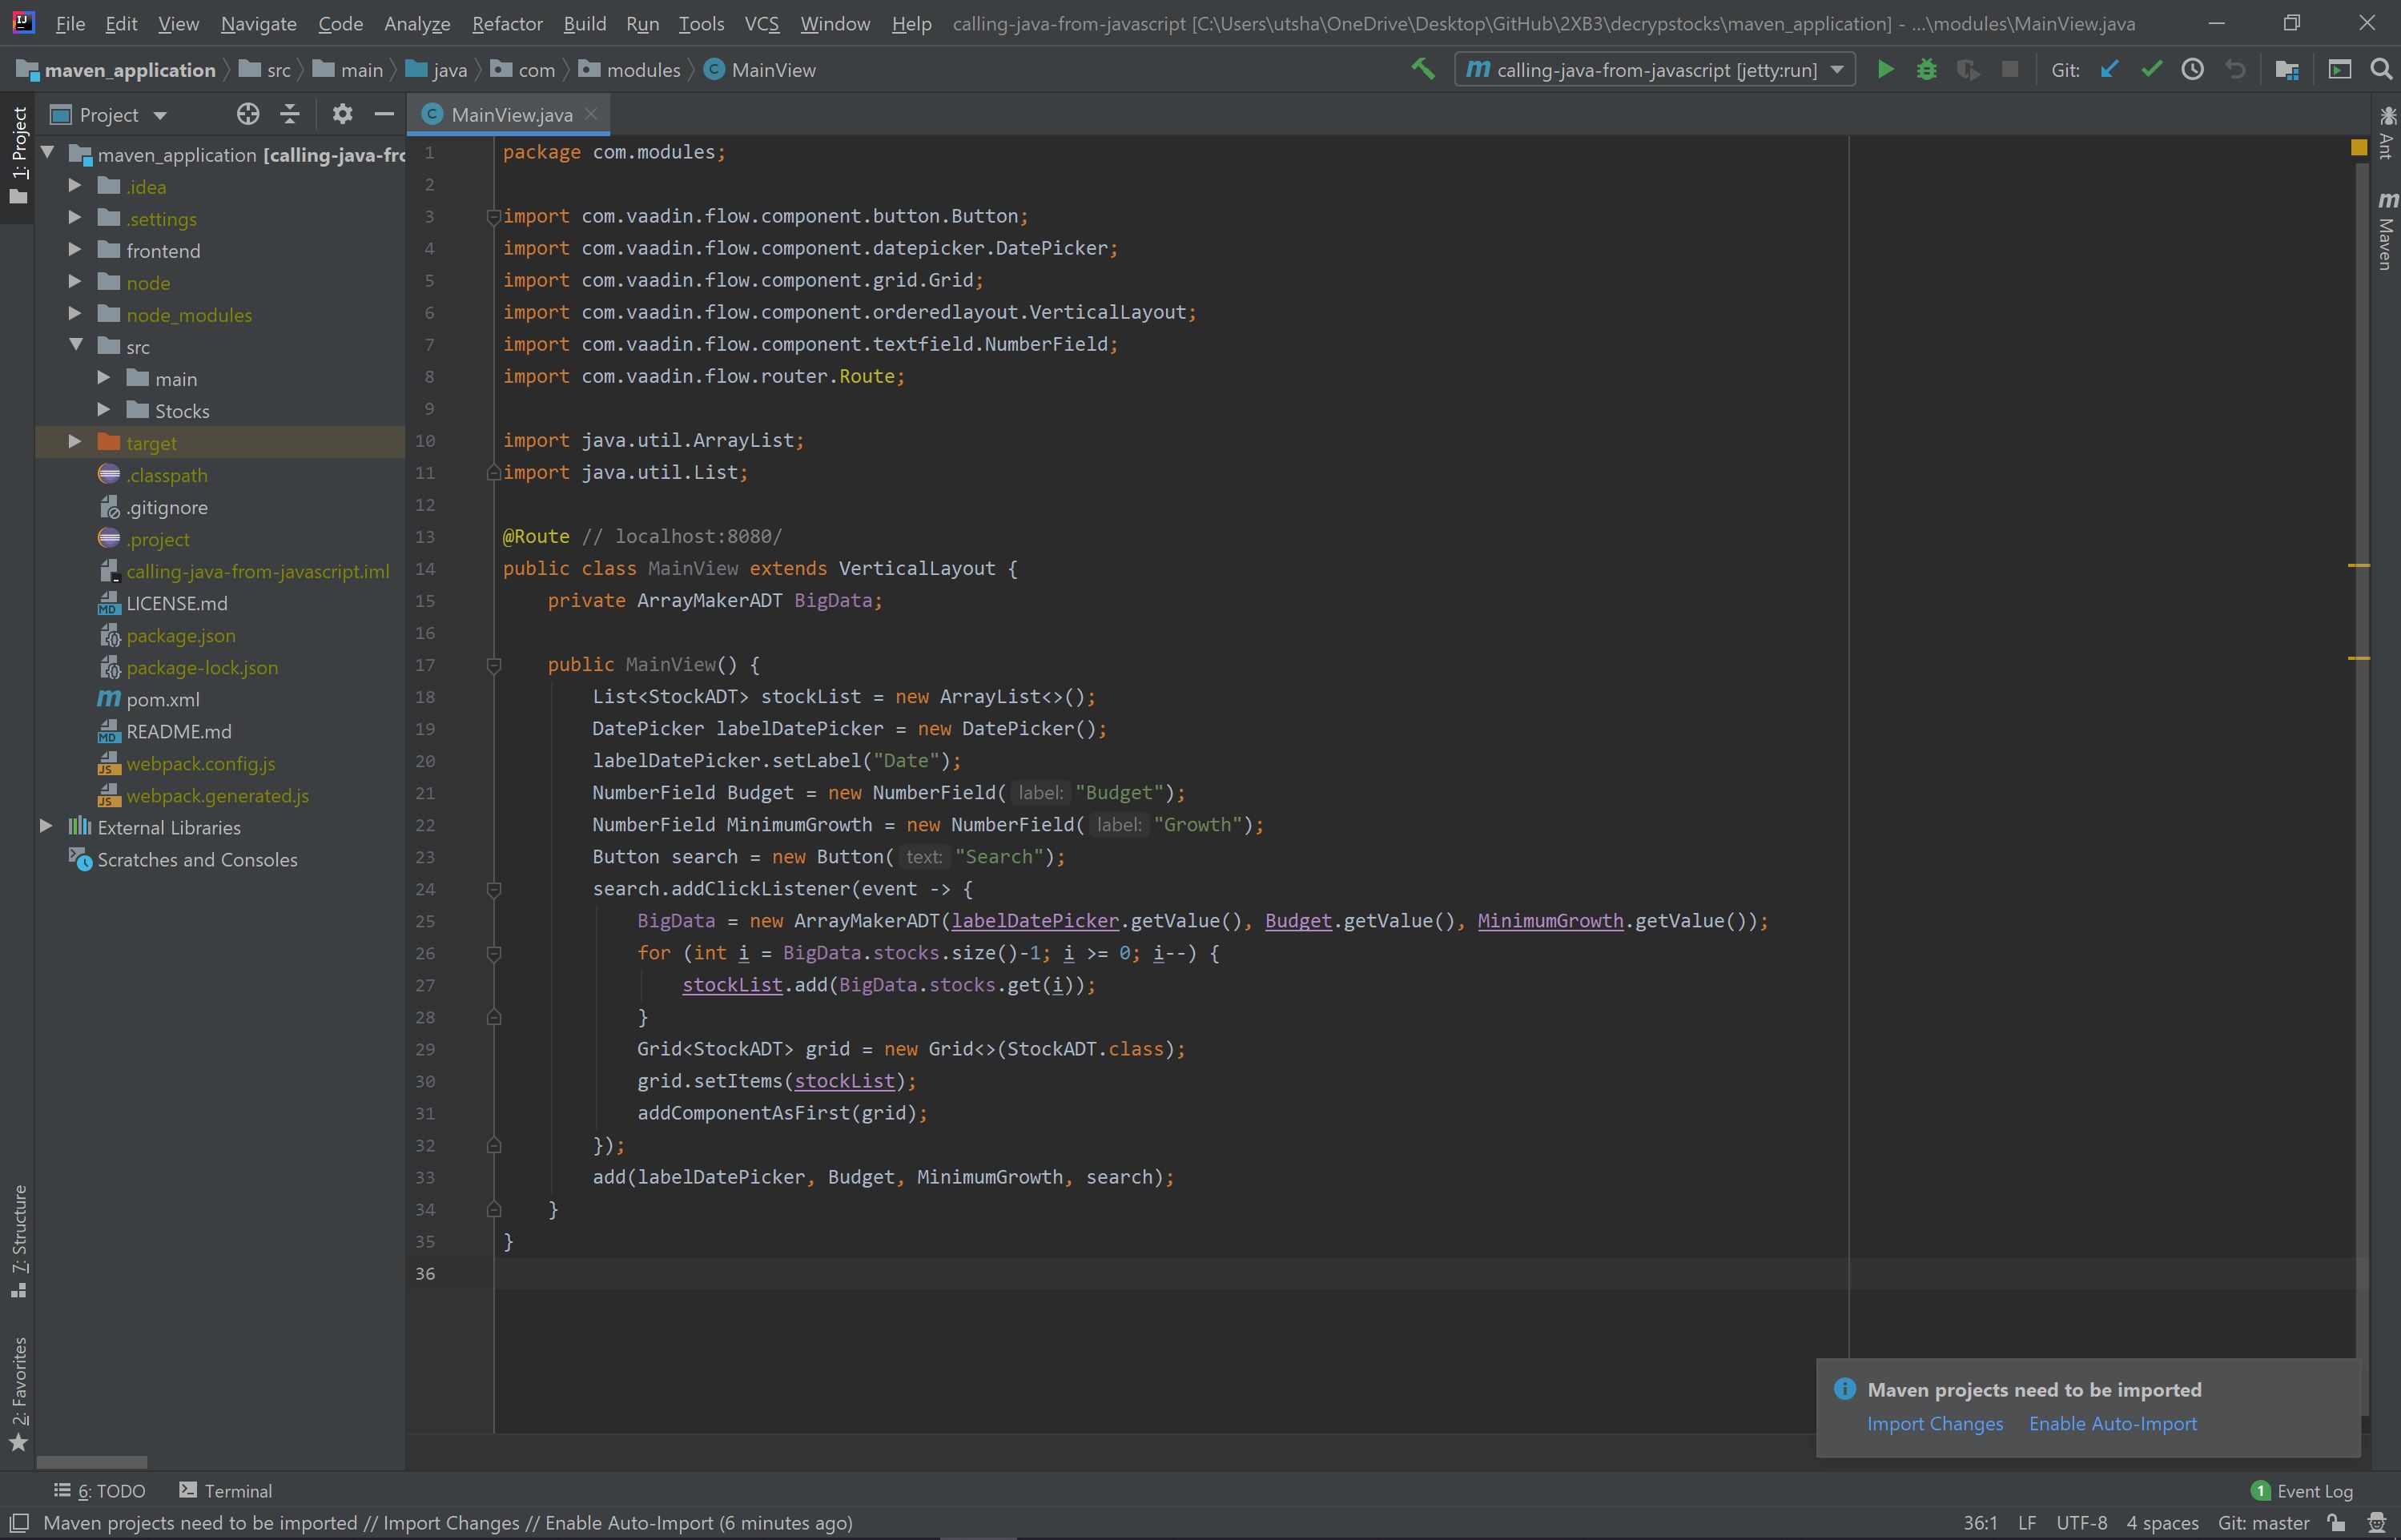 File Edit View Navigate Code Analyze Refactor Build Run Tools VCS Window Help calling-java-from-javascript [C:\Users\utsha\OneDrive\Desktop\GitHub\2XB3\decrypstocks\maven_application] - ...\modules\MainView.java
maven_application src main java com modules MainView
calling-java-from-javascript [jetty:run] Git:
1: Project
Project
maven_application [calling-java-fro
.idea
.settings
frontend
node
node_modules
src
main
Stocks
target
.classpath
.gitignore
.project
calling-java-from-javascript.iml
LICENSE.md
package.json
package-lock.json
pom.xml
README.md
webpack.config.js
webpack.generated.js
External Libraries
Scratches and Consoles
7: Structure
2: Favorites
MainView.java
1 package com.modules;
2
3 import com.vaadin.flow.component.button.Button;
4 import com.vaadin.flow.component.datepicker.DatePicker;
5 import com.vaadin.flow.component.grid.Grid;
6 import com.vaadin.flow.component.orderedlayout.VerticalLayout;
7 import com.vaadin.flow.component.textfield.NumberField;
8 import com.vaadin.flow.router.Route;
9
10 import java.util.ArrayList;
11 import java.util.List;
12
13 @Route // localhost:8080/
14 public class MainView extends VerticalLayout {
15 private ArrayMakerADT BigData;
16
17 public MainView() {
18 List<StockADT> stockList = new ArrayList<>();
19 DatePicker labelDatePicker = new DatePicker();
20 labelDatePicker.setLabel("Date");
21 NumberField Budget = new NumberField( label: "Budget");
22 NumberField MinimumGrowth = new NumberField( label: "Growth");
23 Button search = new Button( text: "Search");
24 search.addClickListener(event -> {
25 BigData = new ArrayMakerADT(labelDatePicker.getValue(), Budget.getValue(), MinimumGrowth.getValue());
26 for (int i = BigData.stocks.size()-1; i >= 0; i--) {
27 stockList.add(BigData.stocks.get(i));
28 }
29 Grid<StockADT> grid = new Grid<>(StockADT.class);
30 grid.setItems(stockList);
31 addComponentAsFirst(grid);
32 });
33 add(labelDatePicker, Budget, MinimumGrowth, search);
34 }
35 }
36
Ant
Maven
Maven projects need to be imported
Import Changes Enable Auto-Import
6: TODO Terminal
1 Event Log
Maven projects need to be imported // Import Changes // Enable Auto-Import (6 minutes ago)
36:1 LF UTF-8 4 spaces Git: master